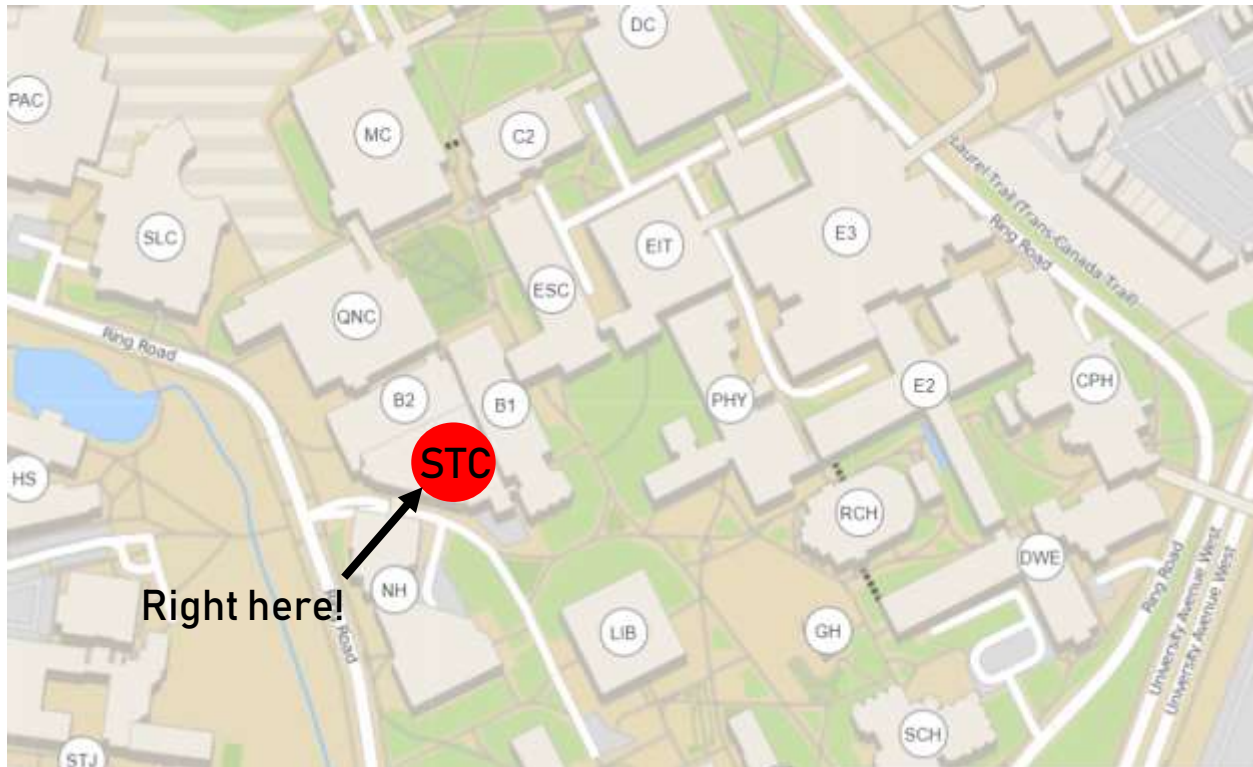 DC
PAC
MC
C2
SLC
EIT
E3
Laurel Trail (Trans-Canada Trail)
Ring Road
ESC
QNC
Ring Road
B2
B1
PHY
E2
CPH
STC
HS
RCH
DWE
Right here!
NH
Ring Road
LIB
GH
Ring Road
University Avenue West
University Avenue West
SCH
STJ